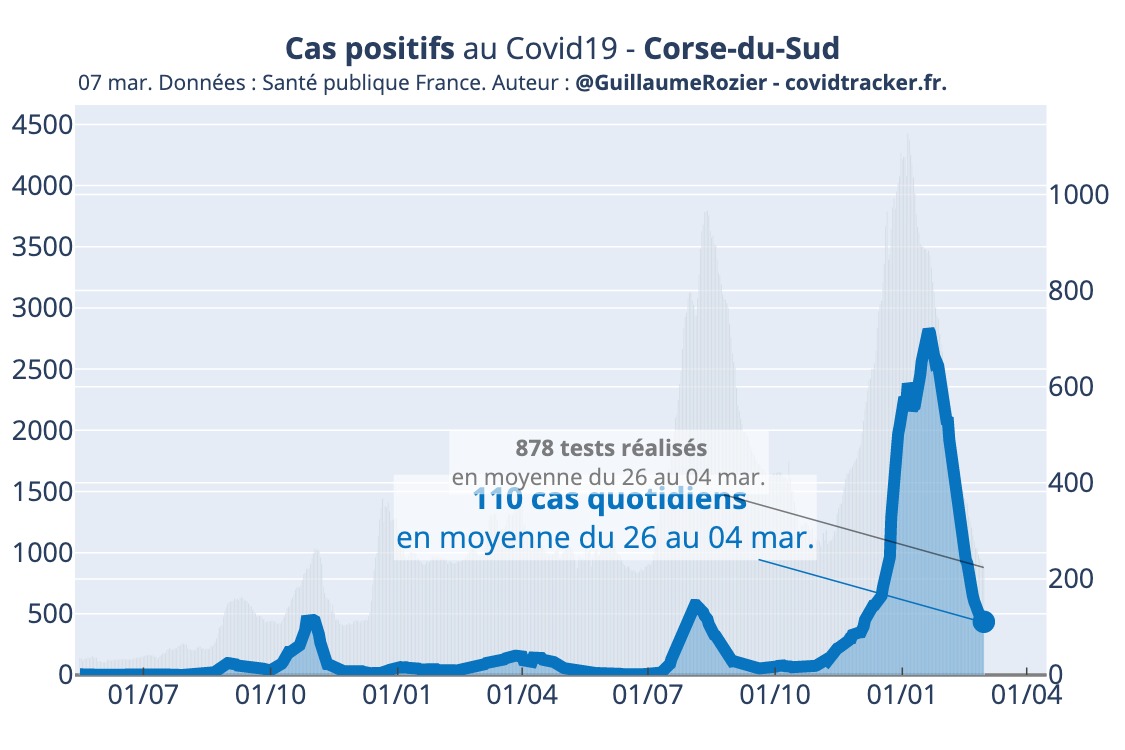 Cas positifs au Covid19 - Corse-du-Sud
07 mar. Données : Santé publique France. Auteur : @GuillaumeRozier - covidtracker.fr.
4500
4000
3500
3000
2500
2000
1500
1000
500
0
1000
800
600
400
200
0
878 tests réalisés
en moyenne du 26 au 04 mar.
110 cas quotidiens
en moyenne du 26 au 04 mar.
01/07 01/10 01/01 01/04 01/07 01/10 01/01 01/04